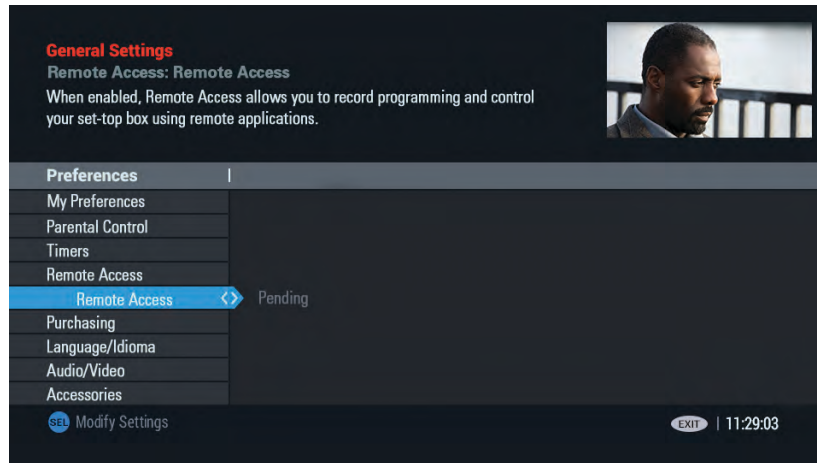 General Settings
Remote Access: Remote Access
When enabled, Remote Access allows you to record programming and control
your set-top box using remote applications.
Preferences |
My Preferences
Parental Control
Timers
Remote Access
Remote Access <> Pending
Purchasing
Language/Idioma
Audio/Video
Accessories
SEL Modify Settings
EXIT | 11:29:03